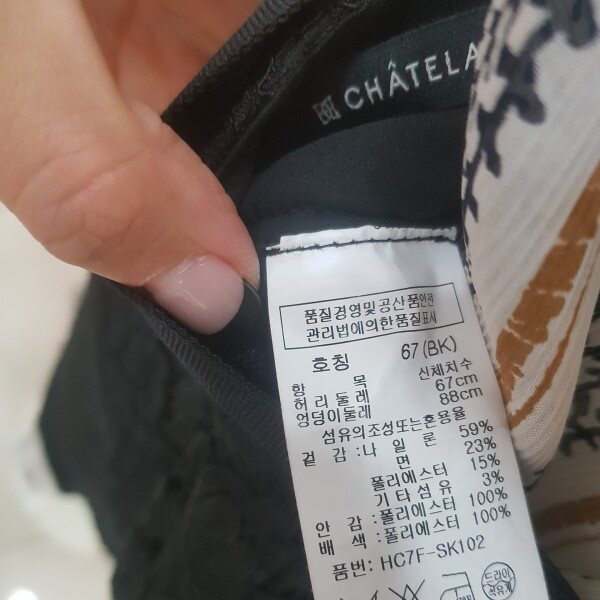 CHÂTELA
품질경영및공산품안전
관리법에의한품질표시
호칭 67 (BK)
항 목 신체치수
허리 둘레 67cm
엉덩이둘레 88cm
섬유의조성또는혼용율
겉 감 : 나 일 론 59%
면 23%
폴리에스터 15%
기타섬유 3%
안 감 : 폴리에스터 100%
배 색 : 폴리에스터 100%
품번: HC7F-SK102
드라이
석유계